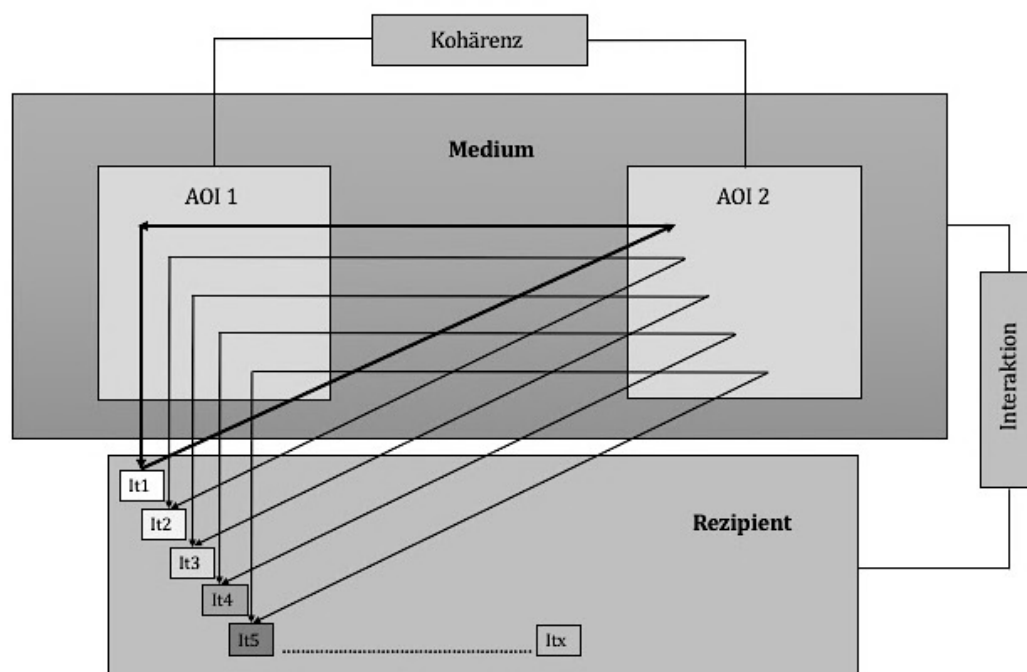 Kohärenz
Medium
AOI 1
AOI 2
Interaktion
It1
It2
Rezipient
It3
It4
It5
Itx